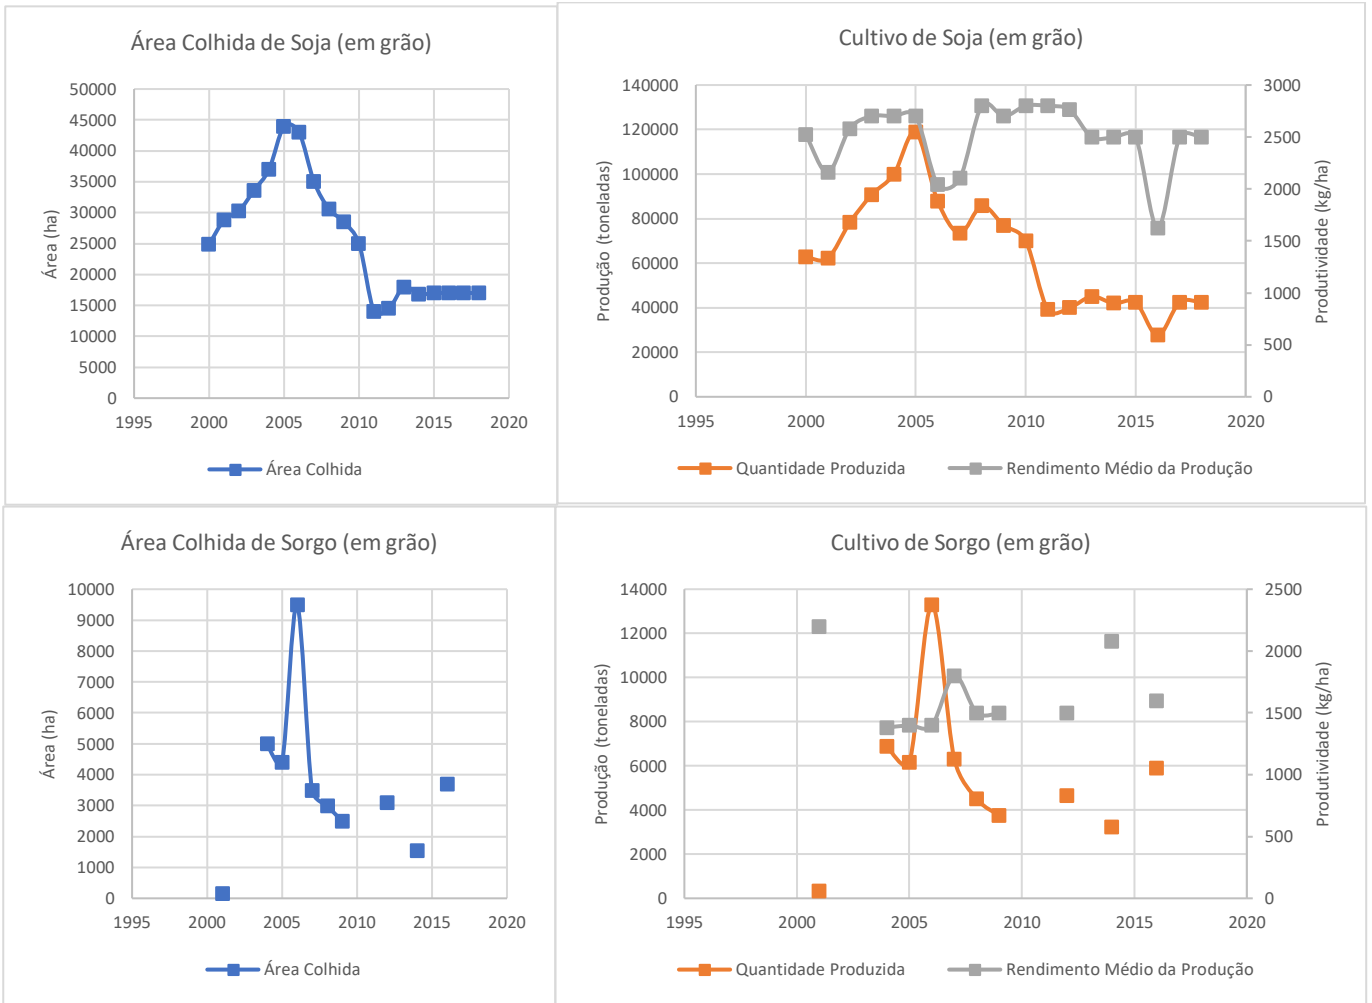 Área Colhida de Soja (em grão)
50000
45000
40000
35000
30000
25000
20000
15000
10000
5000
0
Área (ha)
1995 2000 2005 2010 2015 2020
Área Colhida
Cultivo de Soja (em grão)
140000
120000
100000
80000
60000
40000
20000
0
Produção (toneladas)
3000
2500
2000
1500
1000
500
0
Produtividade (kg/ha)
1995 2000 2005 2010 2015 2020
Quantidade Produzida Rendimento Médio da Produção
Área Colhida de Sorgo (em grão)
10000
9000
8000
7000
6000
5000
4000
3000
2000
1000
0
Área (ha)
1995 2000 2005 2010 2015 2020
Área Colhida
Cultivo de Sorgo (em grão)
14000
12000
10000
8000
6000
4000
2000
0
Produção (toneladas)
2500
2000
1500
1000
500
0
Produtividade (kg/ha)
1995 2000 2005 2010 2015 2020
Quantidade Produzida Rendimento Médio da Produção